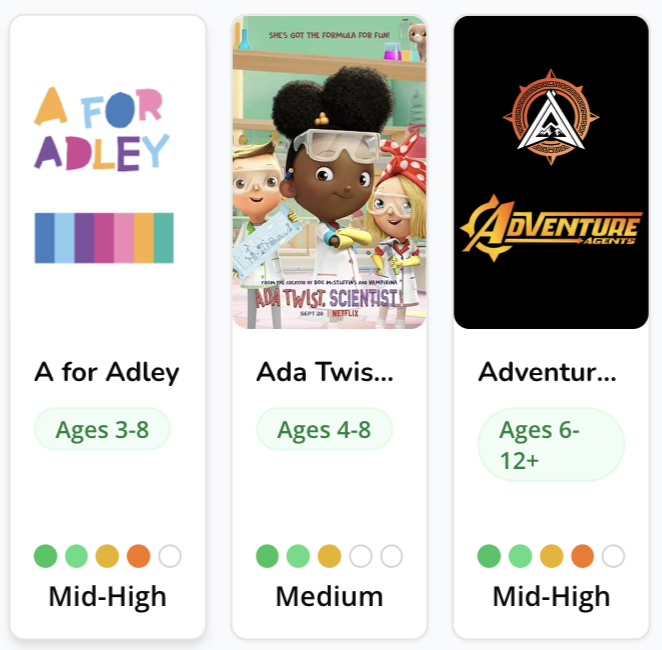 A FOR
ADLEY
A for Adley
Ages 3-8
Mid-High
SHE'S GOT THE FORMULA FOR FUN!
FROM THE CREATOR OF DOC McSTUFFINS AND VAMPIRINA
ADA TWIST, SCIENTIST
SEPT 28 | NETFLIX
Ada Twis...
Ages 4-8
Medium
ADVENTURE
AGENTS
Adventur...
Ages 6-
12+
Mid-High